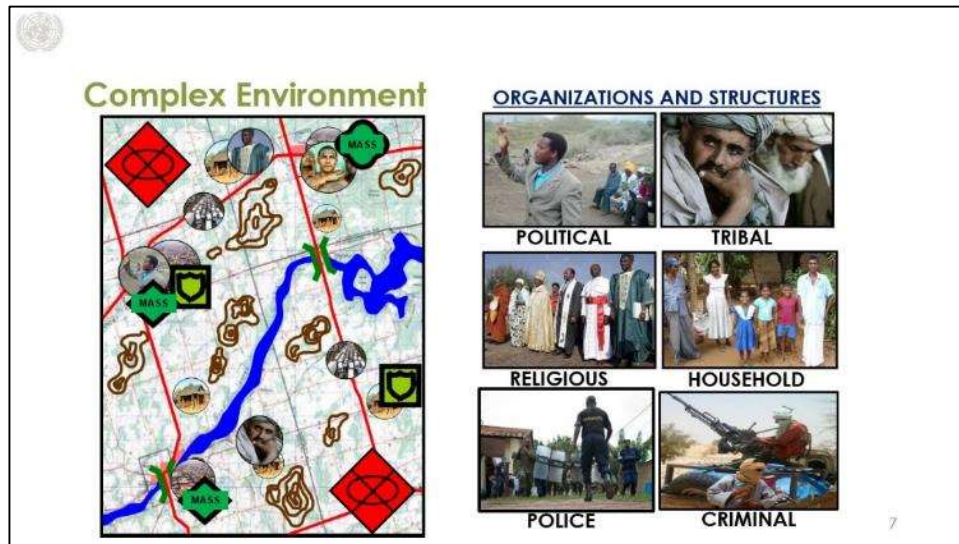 Complex Environment
MASS
MASS
MASS
ORGANIZATIONS AND STRUCTURES
POLITICAL
TRIBAL
RELIGIOUS
HOUSEHOLD
POLICE
CRIMINAL
7